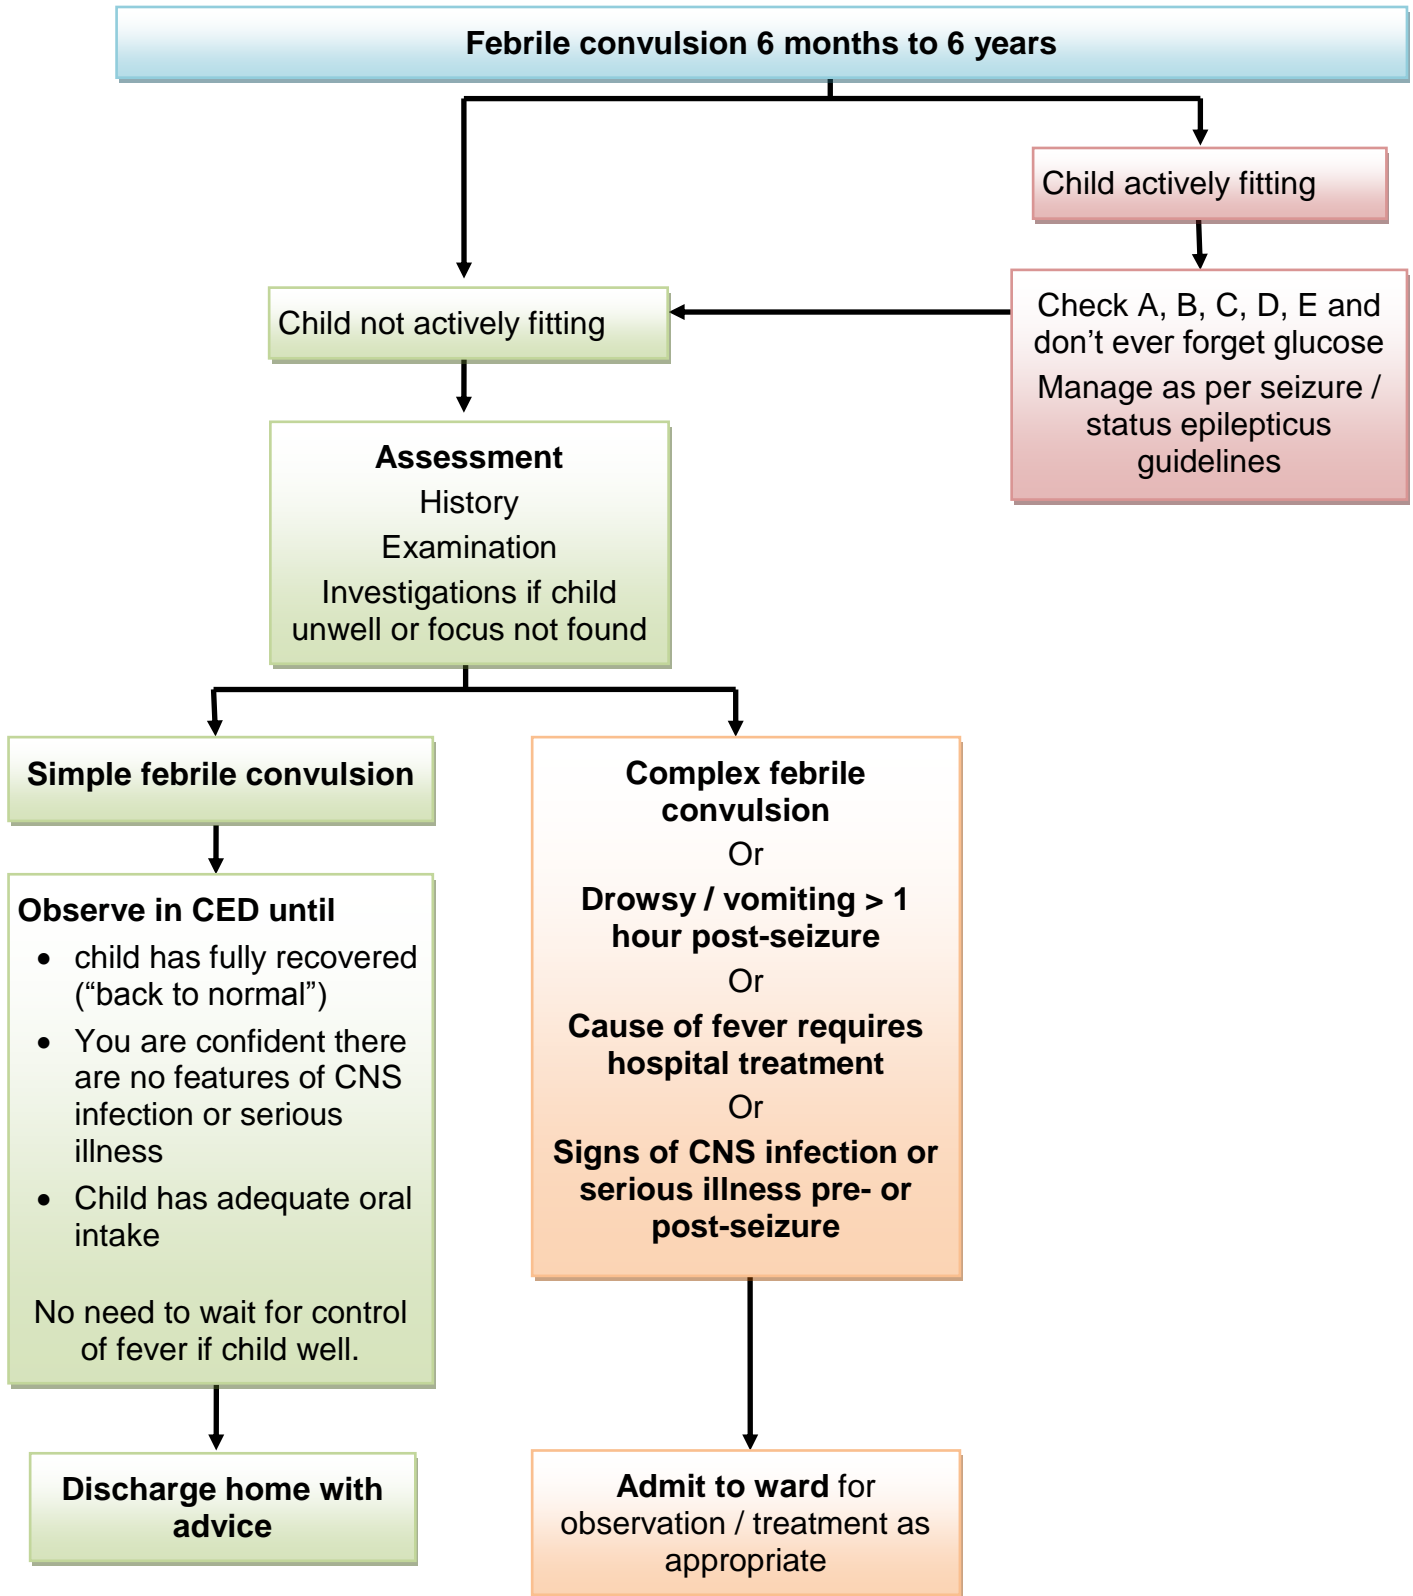 Febrile convulsion 6 months to 6 years
Child actively fitting
Check A, B, C, D, E and
don’t ever forget glucose
Manage as per seizure /
status epilepticus
guidelines
Child not actively fitting
Assessment
History
Examination
Investigations if child
unwell or focus not found
Simple febrile convulsion
Observe in CED until
• child has fully recovered
(“back to normal”)
• You are confident there
are no features of CNS
infection or serious
illness
• Child has adequate oral
intake
No need to wait for control
of fever if child well.
Discharge home with
advice
Complex febrile
convulsion
Or
Drowsy / vomiting > 1
hour post-seizure
Or
Cause of fever requires
hospital treatment
Or
Signs of CNS infection or
serious illness pre- or
post-seizure
Admit to ward for
observation / treatment as
appropriate